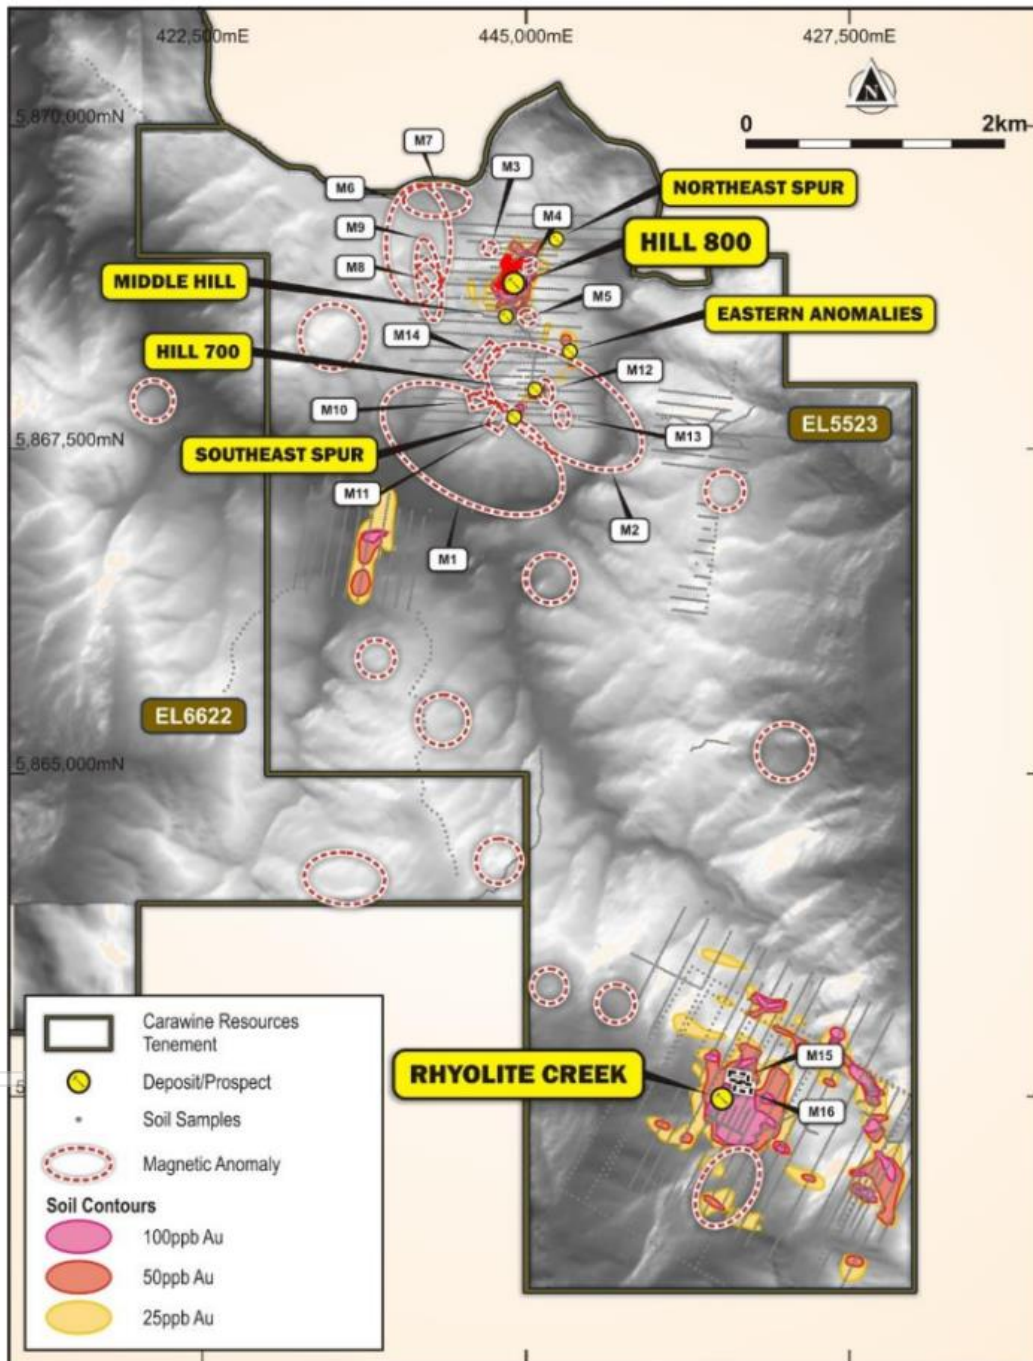 422,500mE
445,000mE
427,500mE
N
5,870,000mN
0
2km
M7
M3
M6
NORTHEAST SPUR
M4
M9
HILL 800
M8
MIDDLE HILL
M5
EASTERN ANOMALIES
M14
HILL 700
M12
M10
EL5523
M13
5,867,500mN
SOUTHEAST SPUR
M11
M2
M1
EL6622
5,865,000mN
M15
RHYOLITE CREEK
M16
Carawine Resources
Tenement
Deposit/Prospect
Soil Samples
Magnetic Anomaly
Soil Contours
100ppb Au
50ppb Au
25ppb Au